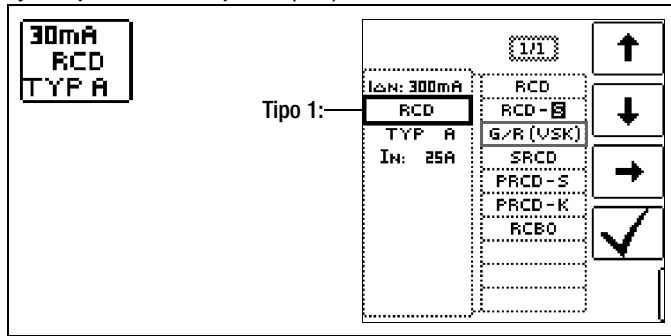 30mA
RCD
TYP A
Tipo 1:
1/1
I△N: 300mA
RCD
TYP A
IN: 25A
RCD
RCD-S
G/R (VSK)
SRCD
PRCD-S
PRCD-K
RCBO